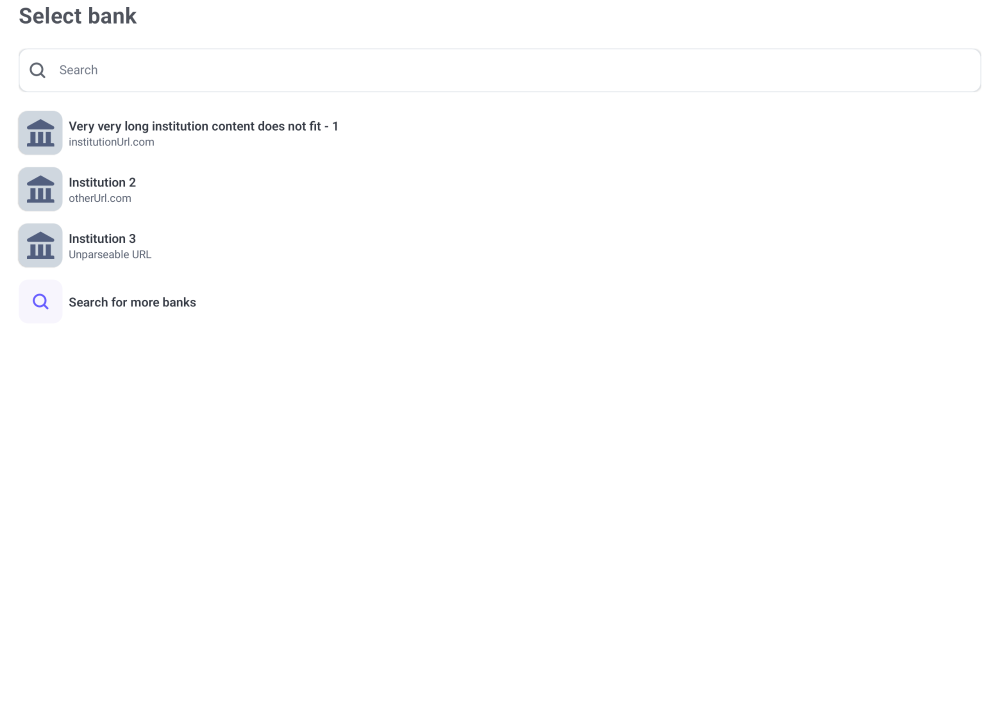 Select bank
Search
Very very long institution content does not fit - 1
institutionUrl.com
Institution 2
otherUrl.com
Institution 3
Unparseable URL
Search for more banks